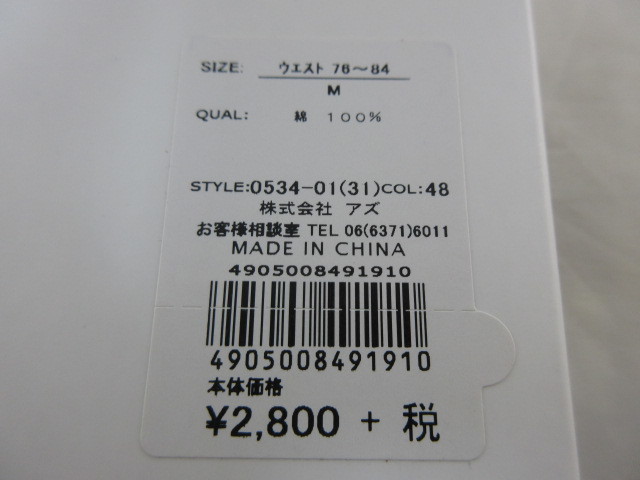 SIZE: ウエスト 76～84
M
QUAL: 綿 100%
STYLE:0534-01(31)COL:48
株式会社 アズ
お客様相談室 TEL 06(6371)6011
MADE IN CHINA
4905008491910
4905008491910
本体価格
¥2,800 + 税